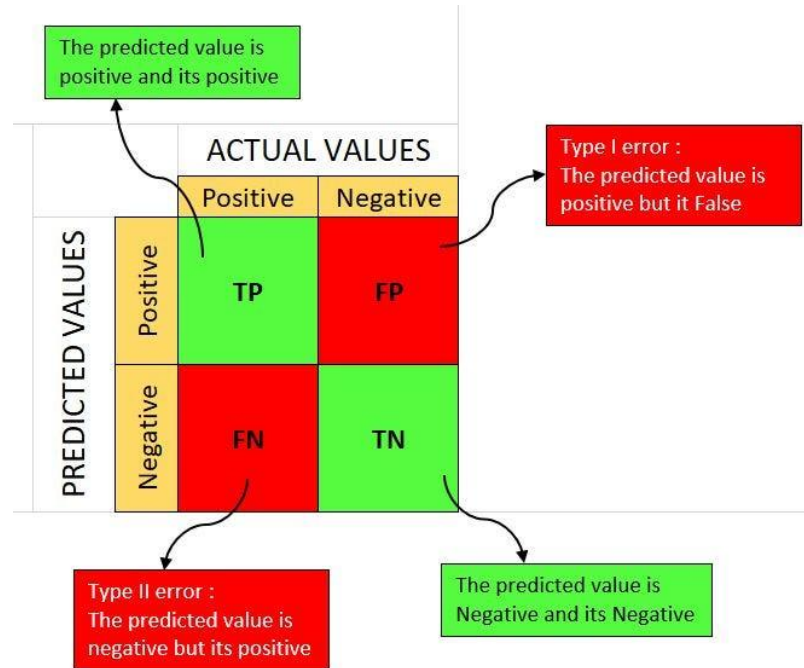 The predicted value is
positive and its positive
ACTUAL VALUES
Type I error :
The predicted value is
positive but it False
Positive
Negative
PREDICTED VALUES
Positive
TP
FP
Negative
FN
TN
Type II error :
The predicted value is
negative but its positive
The predicted value is
Negative and its Negative